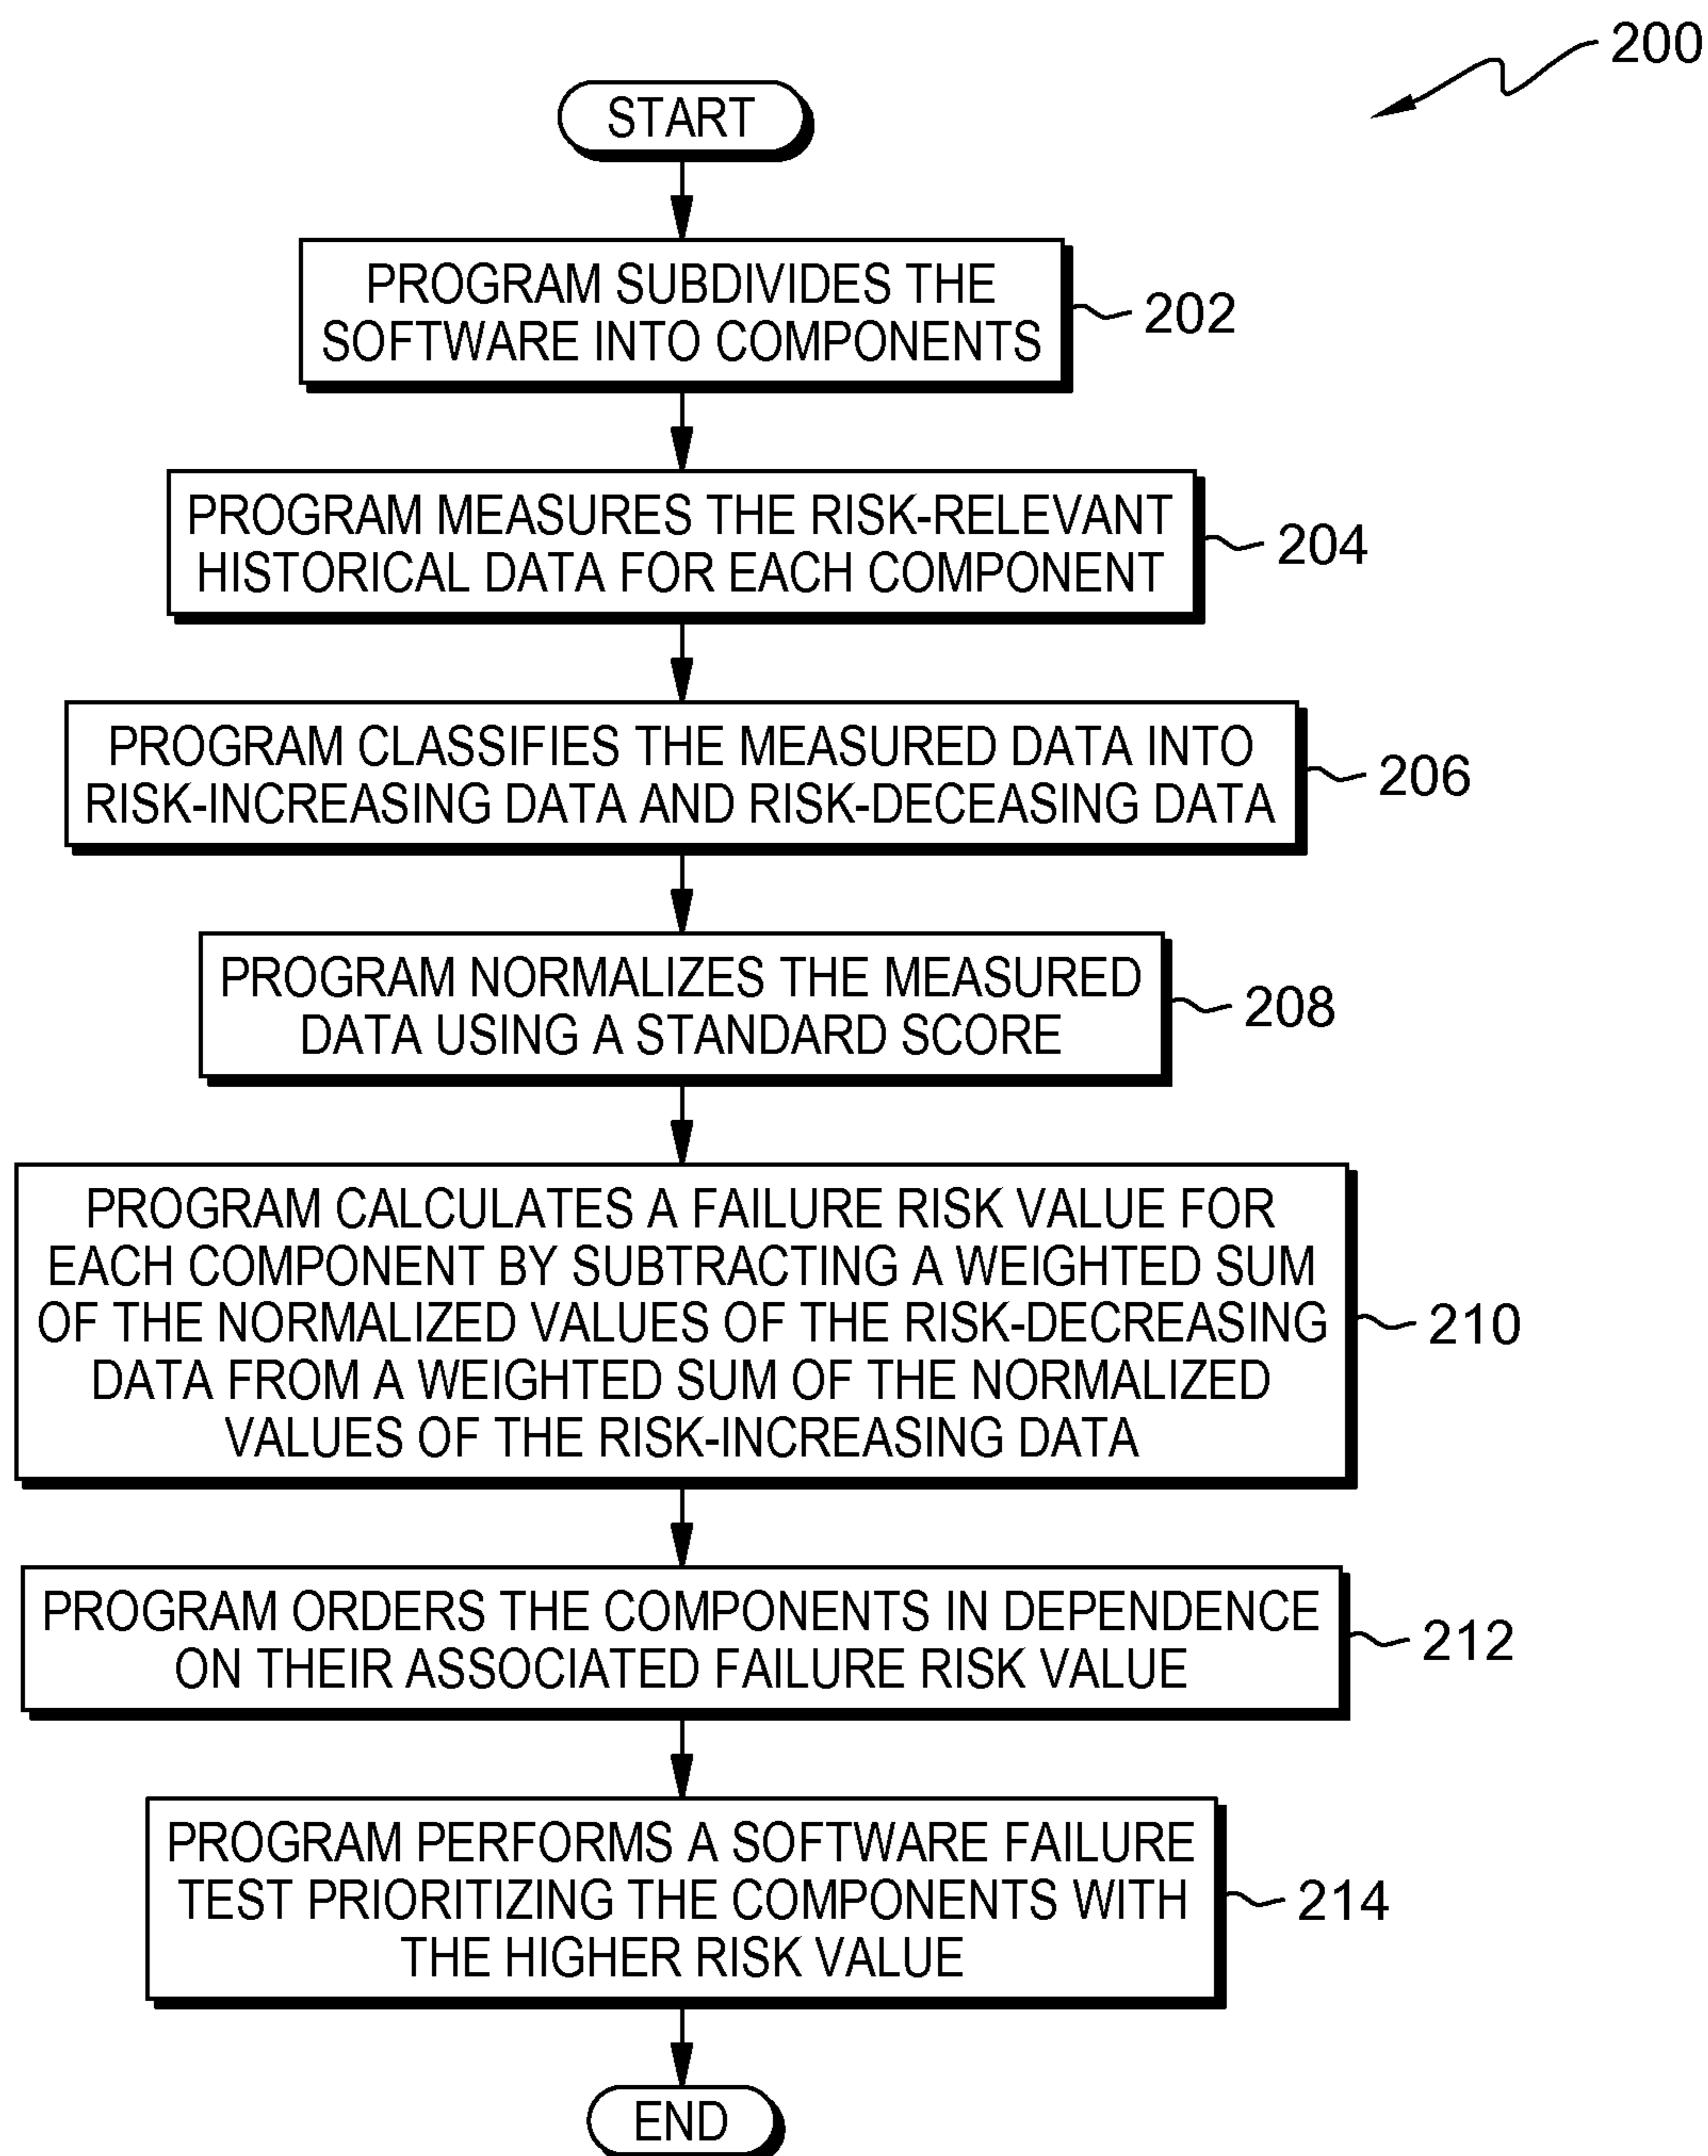 200
START
PROGRAM SUBDIVIDES THE
SOFTWARE INTO COMPONENTS
202
PROGRAM MEASURES THE RISK-RELEVANT
HISTORICAL DATA FOR EACH COMPONENT
204
PROGRAM CLASSIFIES THE MEASURED DATA INTO
RISK-INCREASING DATA AND RISK-DECEASING DATA
206
PROGRAM NORMALIZES THE MEASURED
DATA USING A STANDARD SCORE
208
PROGRAM CALCULATES A FAILURE RISK VALUE FOR
EACH COMPONENT BY SUBTRACTING A WEIGHTED SUM
OF THE NORMALIZED VALUES OF THE RISK-DECREASING
DATA FROM A WEIGHTED SUM OF THE NORMALIZED
VALUES OF THE RISK-INCREASING DATA
210
PROGRAM ORDERS THE COMPONENTS IN DEPENDENCE
ON THEIR ASSOCIATED FAILURE RISK VALUE
212
PROGRAM PERFORMS A SOFTWARE FAILURE
TEST PRIORITIZING THE COMPONENTS WITH
THE HIGHER RISK VALUE
214
END